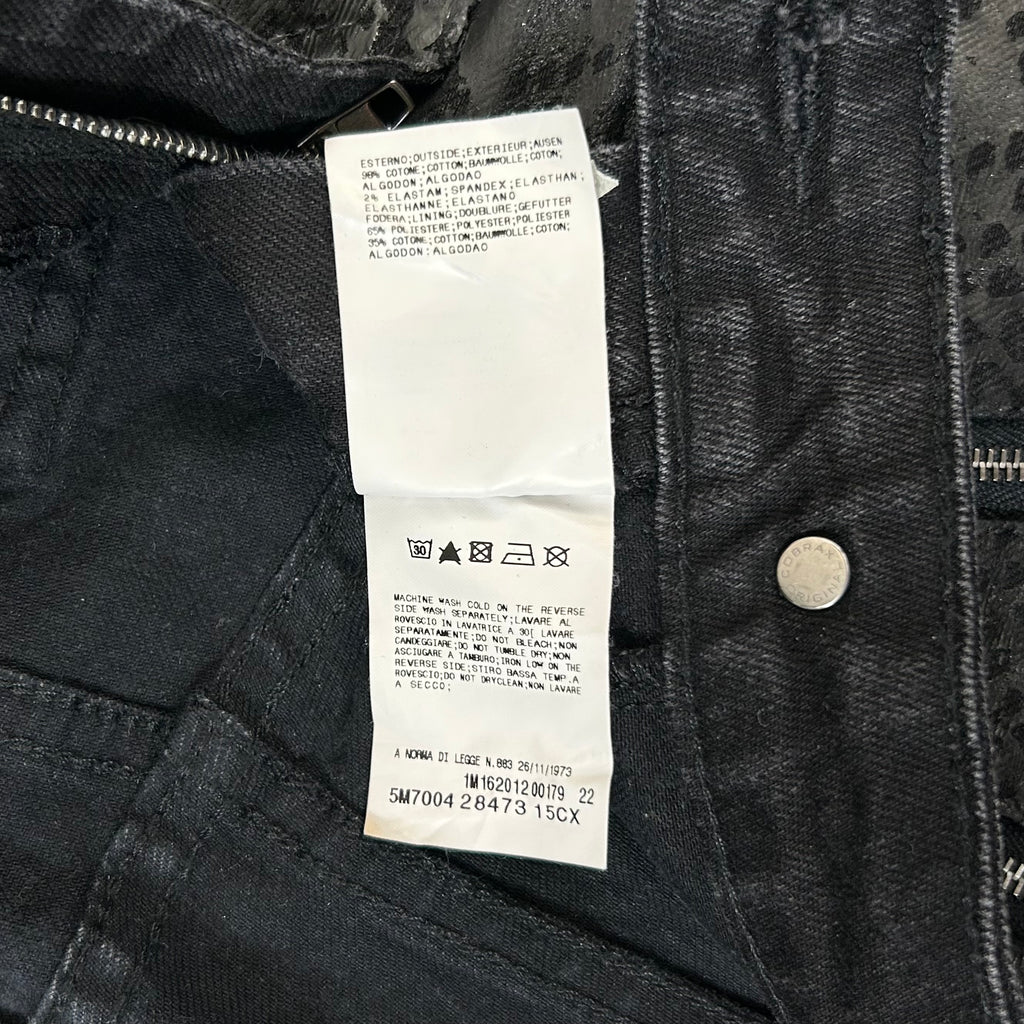 ESTERNO;OUTSIDE;EXTERIEUR;AUSEN
98% COTONE;COTTON;BAUMWOLLE;COTON;
ALGODON;ALGODAO
2% ELASTAM;SPANDEX;ELASTHAN;
ELASTHANNE;ELASTANO
FODERA;LINING;DOUBLURE;GEFUTTER
65% POLIESTERE;POLYESTER;POLIESTER
35% COTONE;COTTON;BAUMWOLLE;COTON;
ALGODON;ALGODAO
30
MACHINE WASH COLD ON THE REVERSE
SIDE WASH SEPARATELY;LAVARE AL
ROVESCIO IN LAVATRICE A 30[ LAVARE
SEPARATAMENTE;DO NOT BLEACH;NON
CANDEGGIARE;DO NOT TUMBLE DRY;NON
ASCIUGARE A TAMBURO;IRON LOW ON THE
REVERSE SIDE;STIRO BASSA TEMP.A
ROVESCIO;DO NOT DRYCLEAN;NON LAVARE
A SECCO;
A NORMA DI LEGGE N.883 26/11/1973
1M16201200179 22
5M7004 28473 15CX
COBRAX
ORIGINAL